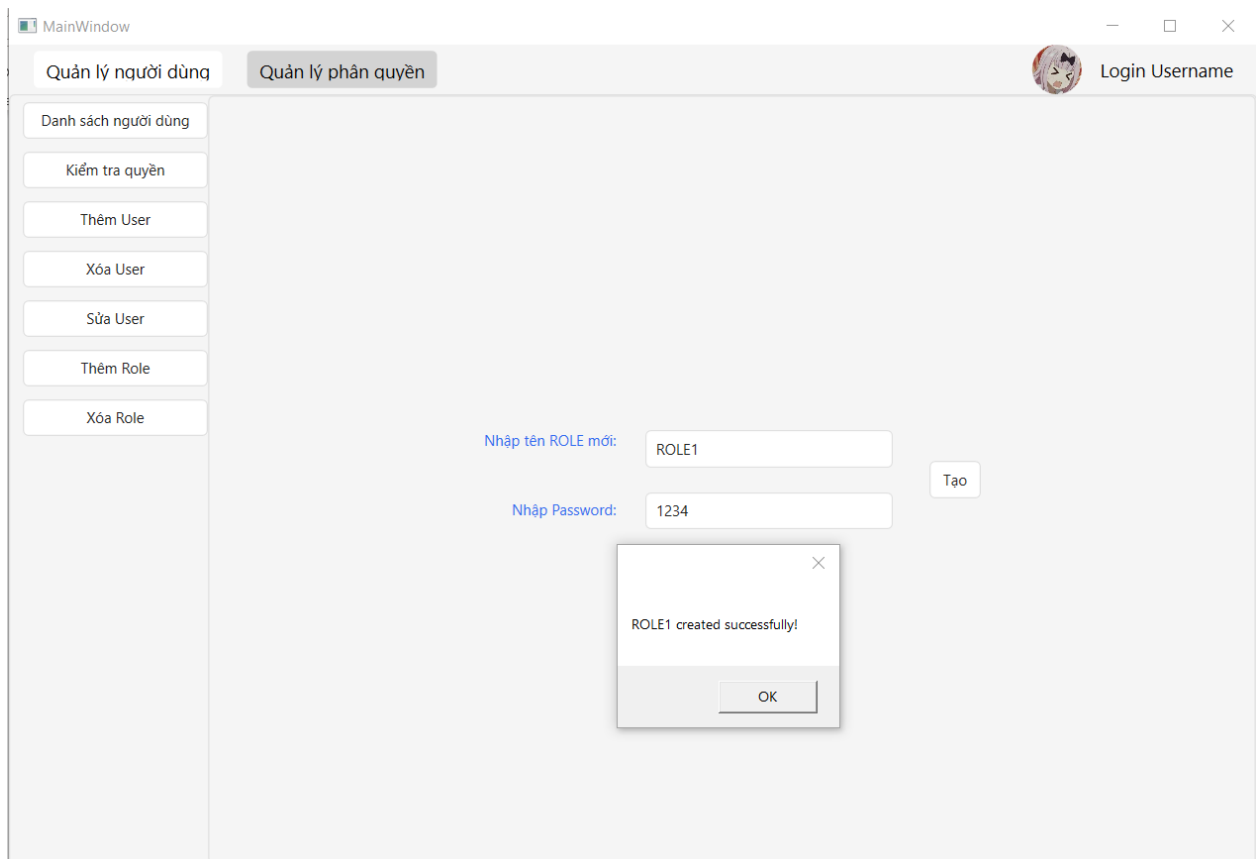 MainWindow
Quản lý người dùng
Quản lý phân quyền
Login Username
Danh sách người dùng
Kiểm tra quyền
Thêm User
Xóa User
Sửa User
Thêm Role
Xóa Role
Nhập tên ROLE mới:
ROLE1
Tạo
Nhập Password:
1234
ROLE1 created successfully!
OK